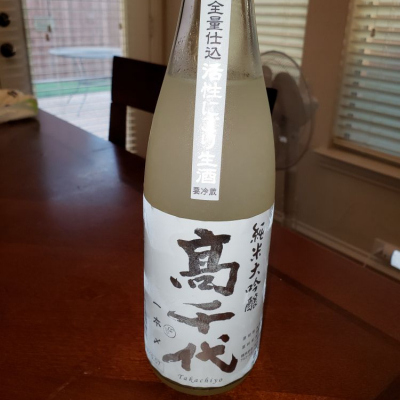 全量仕込
活性にごり生酒
要冷蔵
純米大吟醸
髙千代
一本〆
Takachiyo